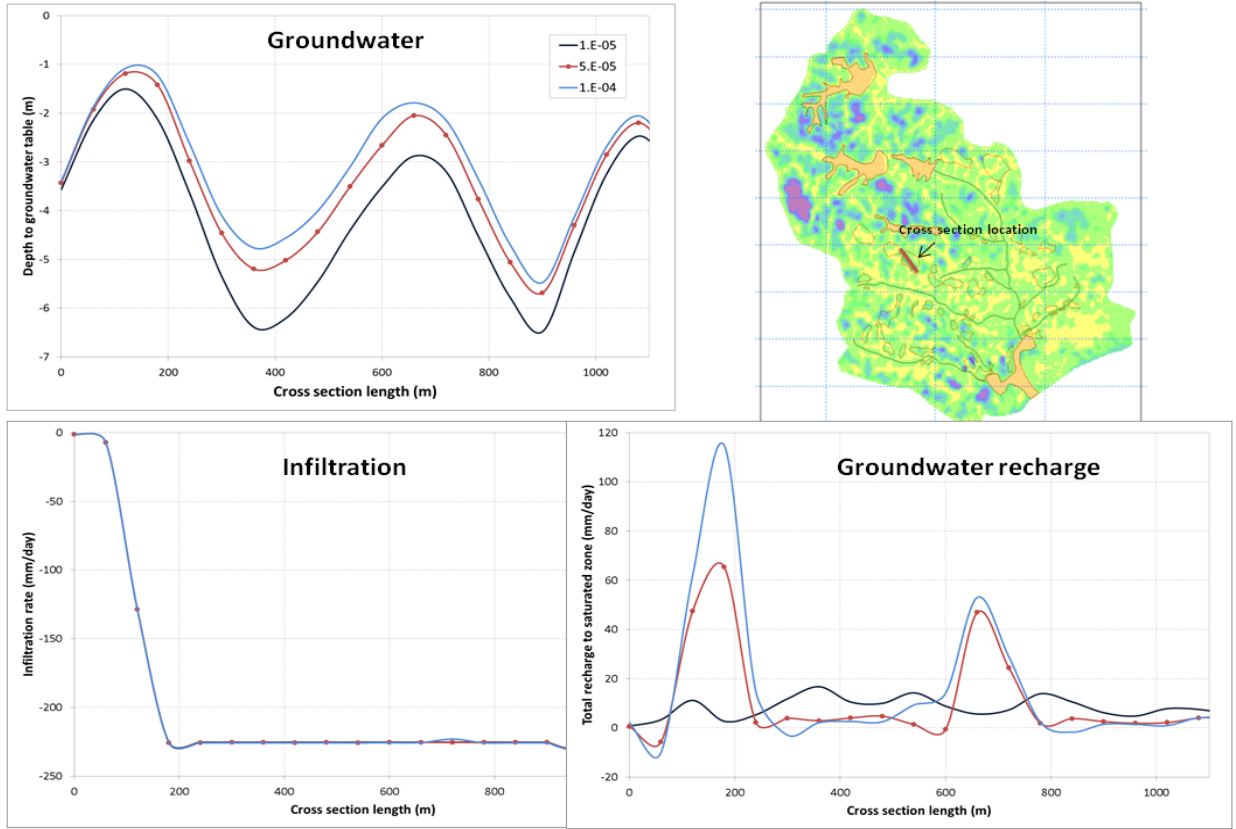 Groundwater
1.E-05
5.E-05
1.E-04
0
-1
-2
-3
-4
-5
-6
-7
Depth to groundwater table (m)
0 200 400 600 800 1000
Cross section length (m)
Cross section location
Infiltration
0
-50
-100
-150
-200
-250
Infiltration rate (mm/day)
0 200 400 600 800
Cross section length (m)
Groundwater recharge
120
100
80
60
40
20
0
-20
Total recharge to saturated zone (mm/day)
0 200 400 600 800 1000
Cross section length (m)